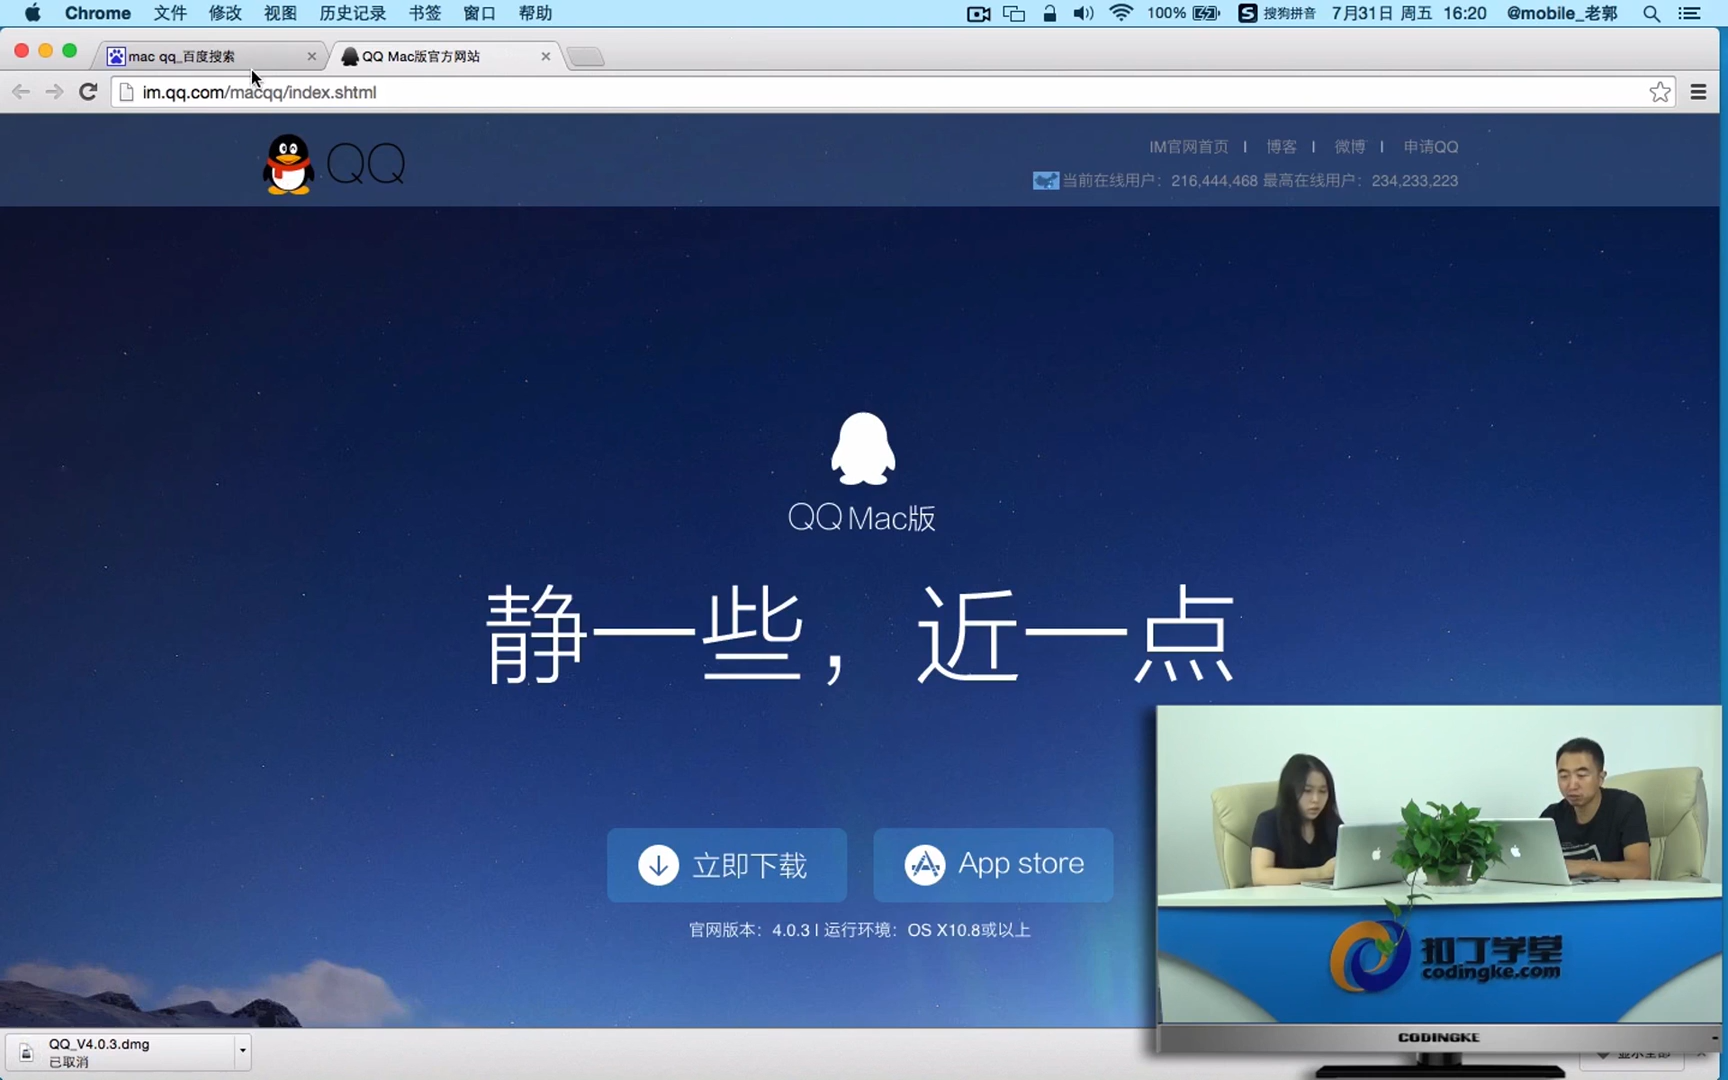 Chrome 文件 修改 视图 历史记录 书签 窗口 帮助 100% S 搜狗拼音 7月31日 周五 16:20 @mobile_老郭
mac qq_百度搜索 QQ Mac版官方网站
im.qq.com/macqq/index.shtml
QQ
IM官网首页 | 博客 | 微博 | 申请QQ
当前在线用户：216,444,468 最高在线用户：234,233,223
QQ Mac版
静一些，近一点
立即下载 App store
官网版本：4.0.3 | 运行环境：OS X10.8或以上
扣丁学堂
codingke.com
CODINGKE
QQ_V4.0.3.dmg
已取消
显示全部